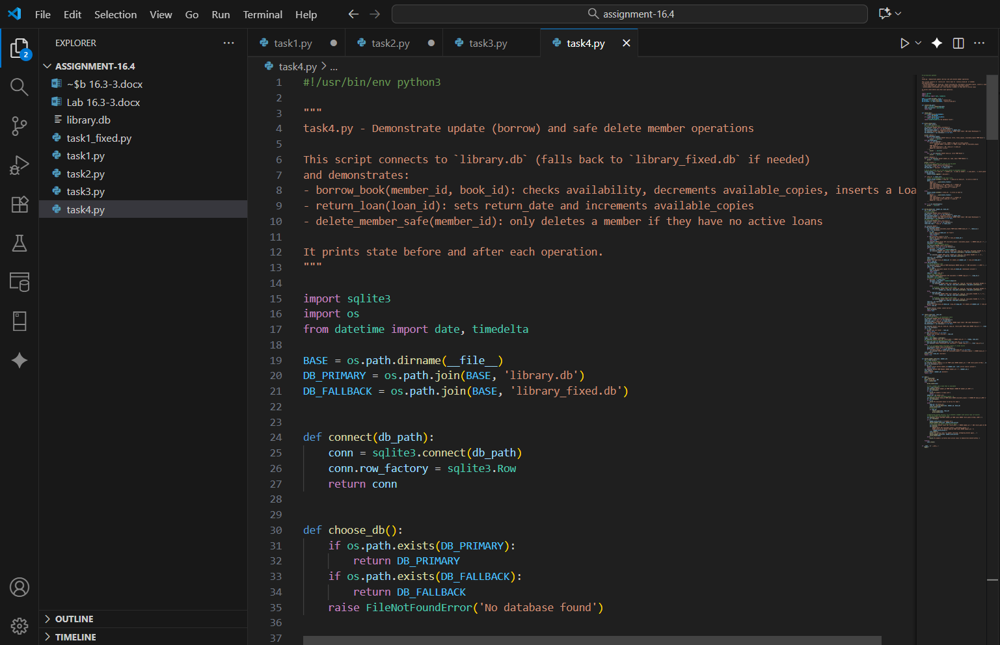 File Edit Selection View Go Run Terminal Help
assignment-16.4
EXPLORER
2
ASSIGNMENT-16.4
~$b 16.3-3.docx
Lab 16.3-3.docx
library.db
task1_fixed.py
task1.py
task2.py
task3.py
task4.py
OUTLINE
TIMELINE
task1.py task2.py task3.py task4.py
task4.py > ...
1 #!/usr/bin/env python3
2
3 """
4 task4.py - Demonstrate update (borrow) and safe delete member operations
5
6 This script connects to `library.db` (falls back to `library_fixed.db` if needed)
7 and demonstrates:
8 - borrow_book(member_id, book_id): checks availability, decrements available_copies, inserts a Loa
9 - return_loan(loan_id): sets return_date and increments available_copies
10 - delete_member_safe(member_id): only deletes a member if they have no active loans
11
12 It prints state before and after each operation.
13 """
14
15 import sqlite3
16 import os
17 from datetime import date, timedelta
18
19 BASE = os.path.dirname(__file__)
20 DB_PRIMARY = os.path.join(BASE, 'library.db')
21 DB_FALLBACK = os.path.join(BASE, 'library_fixed.db')
22
23
24 def connect(db_path):
25 conn = sqlite3.connect(db_path)
26 conn.row_factory = sqlite3.Row
27 return conn
28
29
30 def choose_db():
31 if os.path.exists(DB_PRIMARY):
32 return DB_PRIMARY
33 if os.path.exists(DB_FALLBACK):
34 return DB_FALLBACK
35 raise FileNotFoundError('No database found')
36
37